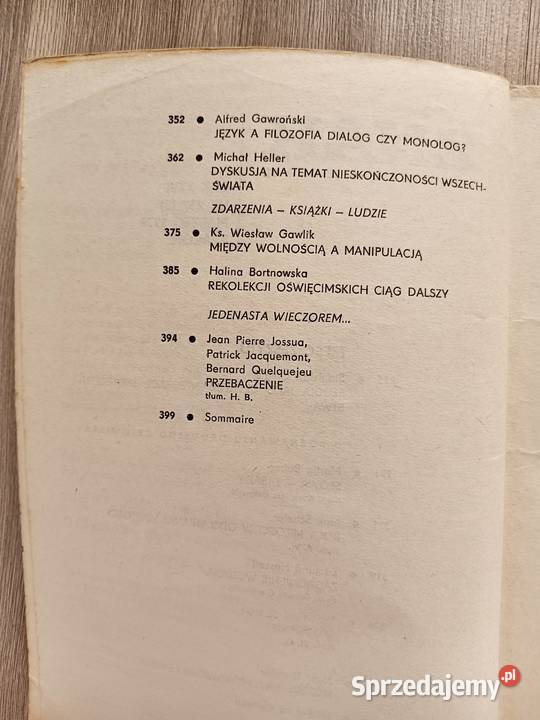 352 ● Alfred Gawroński
JĘZYK A FILOZOFIA DIALOG CZY MONOLOG?
362 ● Michał Heller
DYSKUSJA NA TEMAT NIESKOŃCZONOŚCI WSZECH-
ŚWIATA
ZDARZENIA – KSIĄŻKI – LUDZIE
375 ● Ks. Wiesław Gawlik
MIĘDZY WOLNOŚCIĄ A MANIPULACJĄ
385 ● Halina Bortnowska
REKOLEKCJI OŚWIĘCIMSKICH CIĄG DALSZY
JEDENASTA WIECZOREM...
394 ● Jean Pierre Jossua,
Patrick Jacquemont,
Bernard Quelquejeu
PRZEBACZENIE
tłum. H. B.
399 ● Sommaire
Sprzedajemy.pl